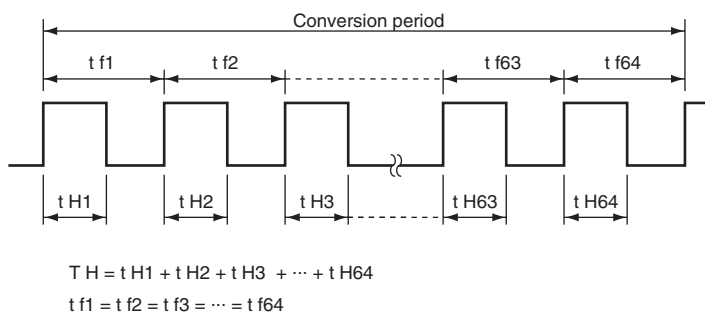 Conversion period
t f1 t f2 t f63 t f64
t H1 t H2 t H3 t H63 t H64
T H = t H1 + t H2 + t H3 + ··· + t H64
t f1 = t f2 = t f3 = ··· = t f64